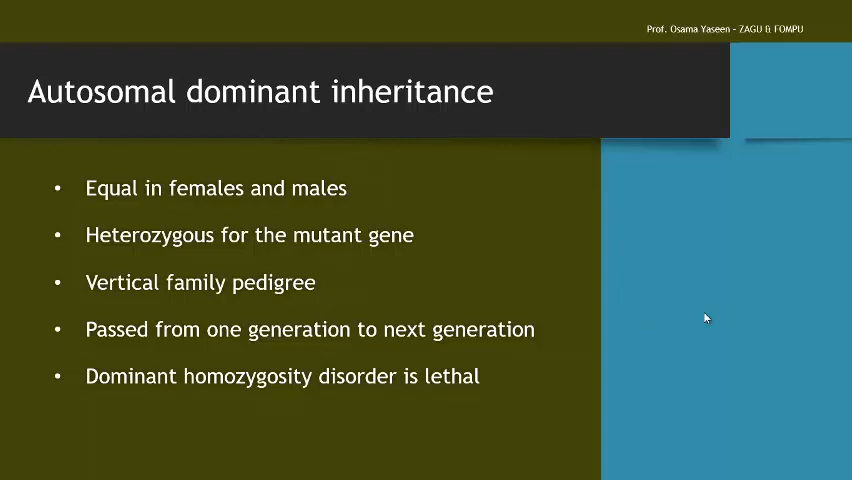 Prof. Osama Yaseen - ZAGU & FOMPU
Autosomal dominant inheritance
• Equal in females and males
• Heterozygous for the mutant gene
• Vertical family pedigree
• Passed from one generation to next generation
• Dominant homozygosity disorder is lethal